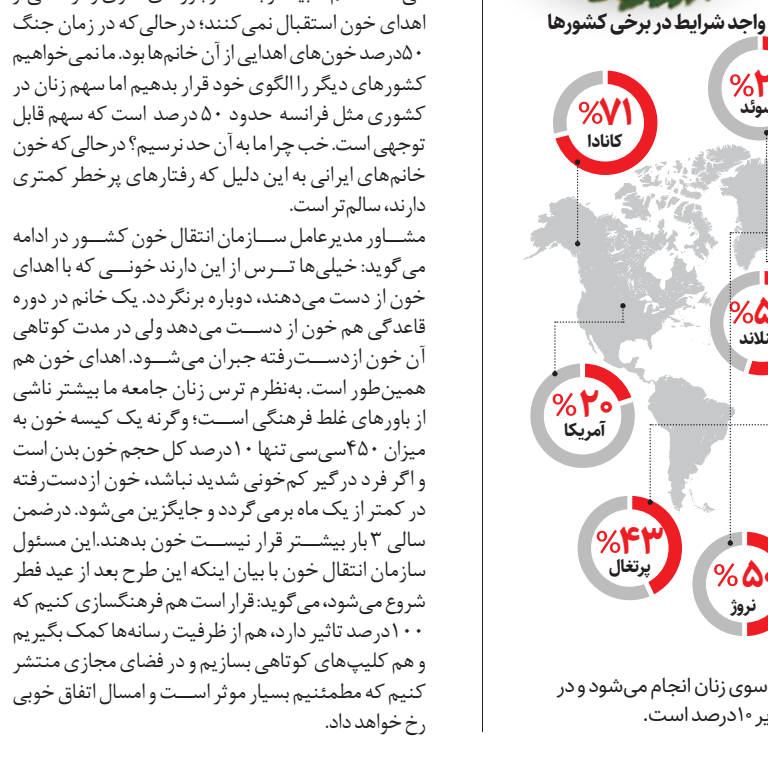 واجد شرایط در برخی کشورها
%۷۱
کانادا
%۲۰
آمریکا
%۴۳
پرتغال
نروژ
سوی زنان انجام می‌شود و در
۱۰درصد است.
اهدای خون استقبال نمی‌کنند؛ در حالی که در زمان جنگ
۵۰درصد خون‌های اهدایی از آن خانم‌ها بود. ما نمی‌خواهیم
کشورهای دیگر را الگوی خود قرار بدهیم اما سهم زنان در
کشوری مثل فرانسه حدود ۵۰ درصد است که سهم قابل
توجهی است. خب چرا ما به آن حد نرسیم؟ در حالی که خون
خانم‌های ایرانی به این دلیل که رفتارهای پرخطر کمتری
دارند، سالم‌تر است.
مشاور مدیرعامل سازمان انتقال خون کشور در ادامه
می‌گوید: خیلی‌ها ترس از این دارند خونی که با اهدای
خون از دست می‌دهند، دوباره برنگردد. یک خانم در دوره
قاعدگی هم خون از دست می‌دهد ولی در مدت کوتاهی
آن خون از دست‌رفته جبران می‌شود. اهدای خون هم
همین‌طور است. به‌نظرم ترس زنان جامعه ما بیشتر ناشی
از باورهای غلط فرهنگی است؛ وگرنه یک کیسه خون به
میزان ۴۵۰سی‌سی تنها ۱۰درصد کل حجم خون بدن است
و اگر فرد درگیر کم‌خونی شدید نباشد، خون از دست‌رفته
در کمتر از یک ماه برمی‌گردد و جایگزین می‌شود. درضمن
سالی ۳ بار بیشتر قرار نیست خون بدهند.این مسئول
سازمان انتقال خون با بیان اینکه این طرح بعد از عید فطر
شروع می‌شود، می‌گوید: قرار است هم فرهنگسازی کنیم که
۱۰۰درصد تاثیر دارد، هم از ظرفیت رسانه‌ها کمک بگیریم
و هم کلیپ‌های کوتاهی بسازیم و در فضای مجازی منتشر
کنیم که مطمئنیم بسیار موثر است و امسال اتفاق خوبی
رخ خواهد داد.